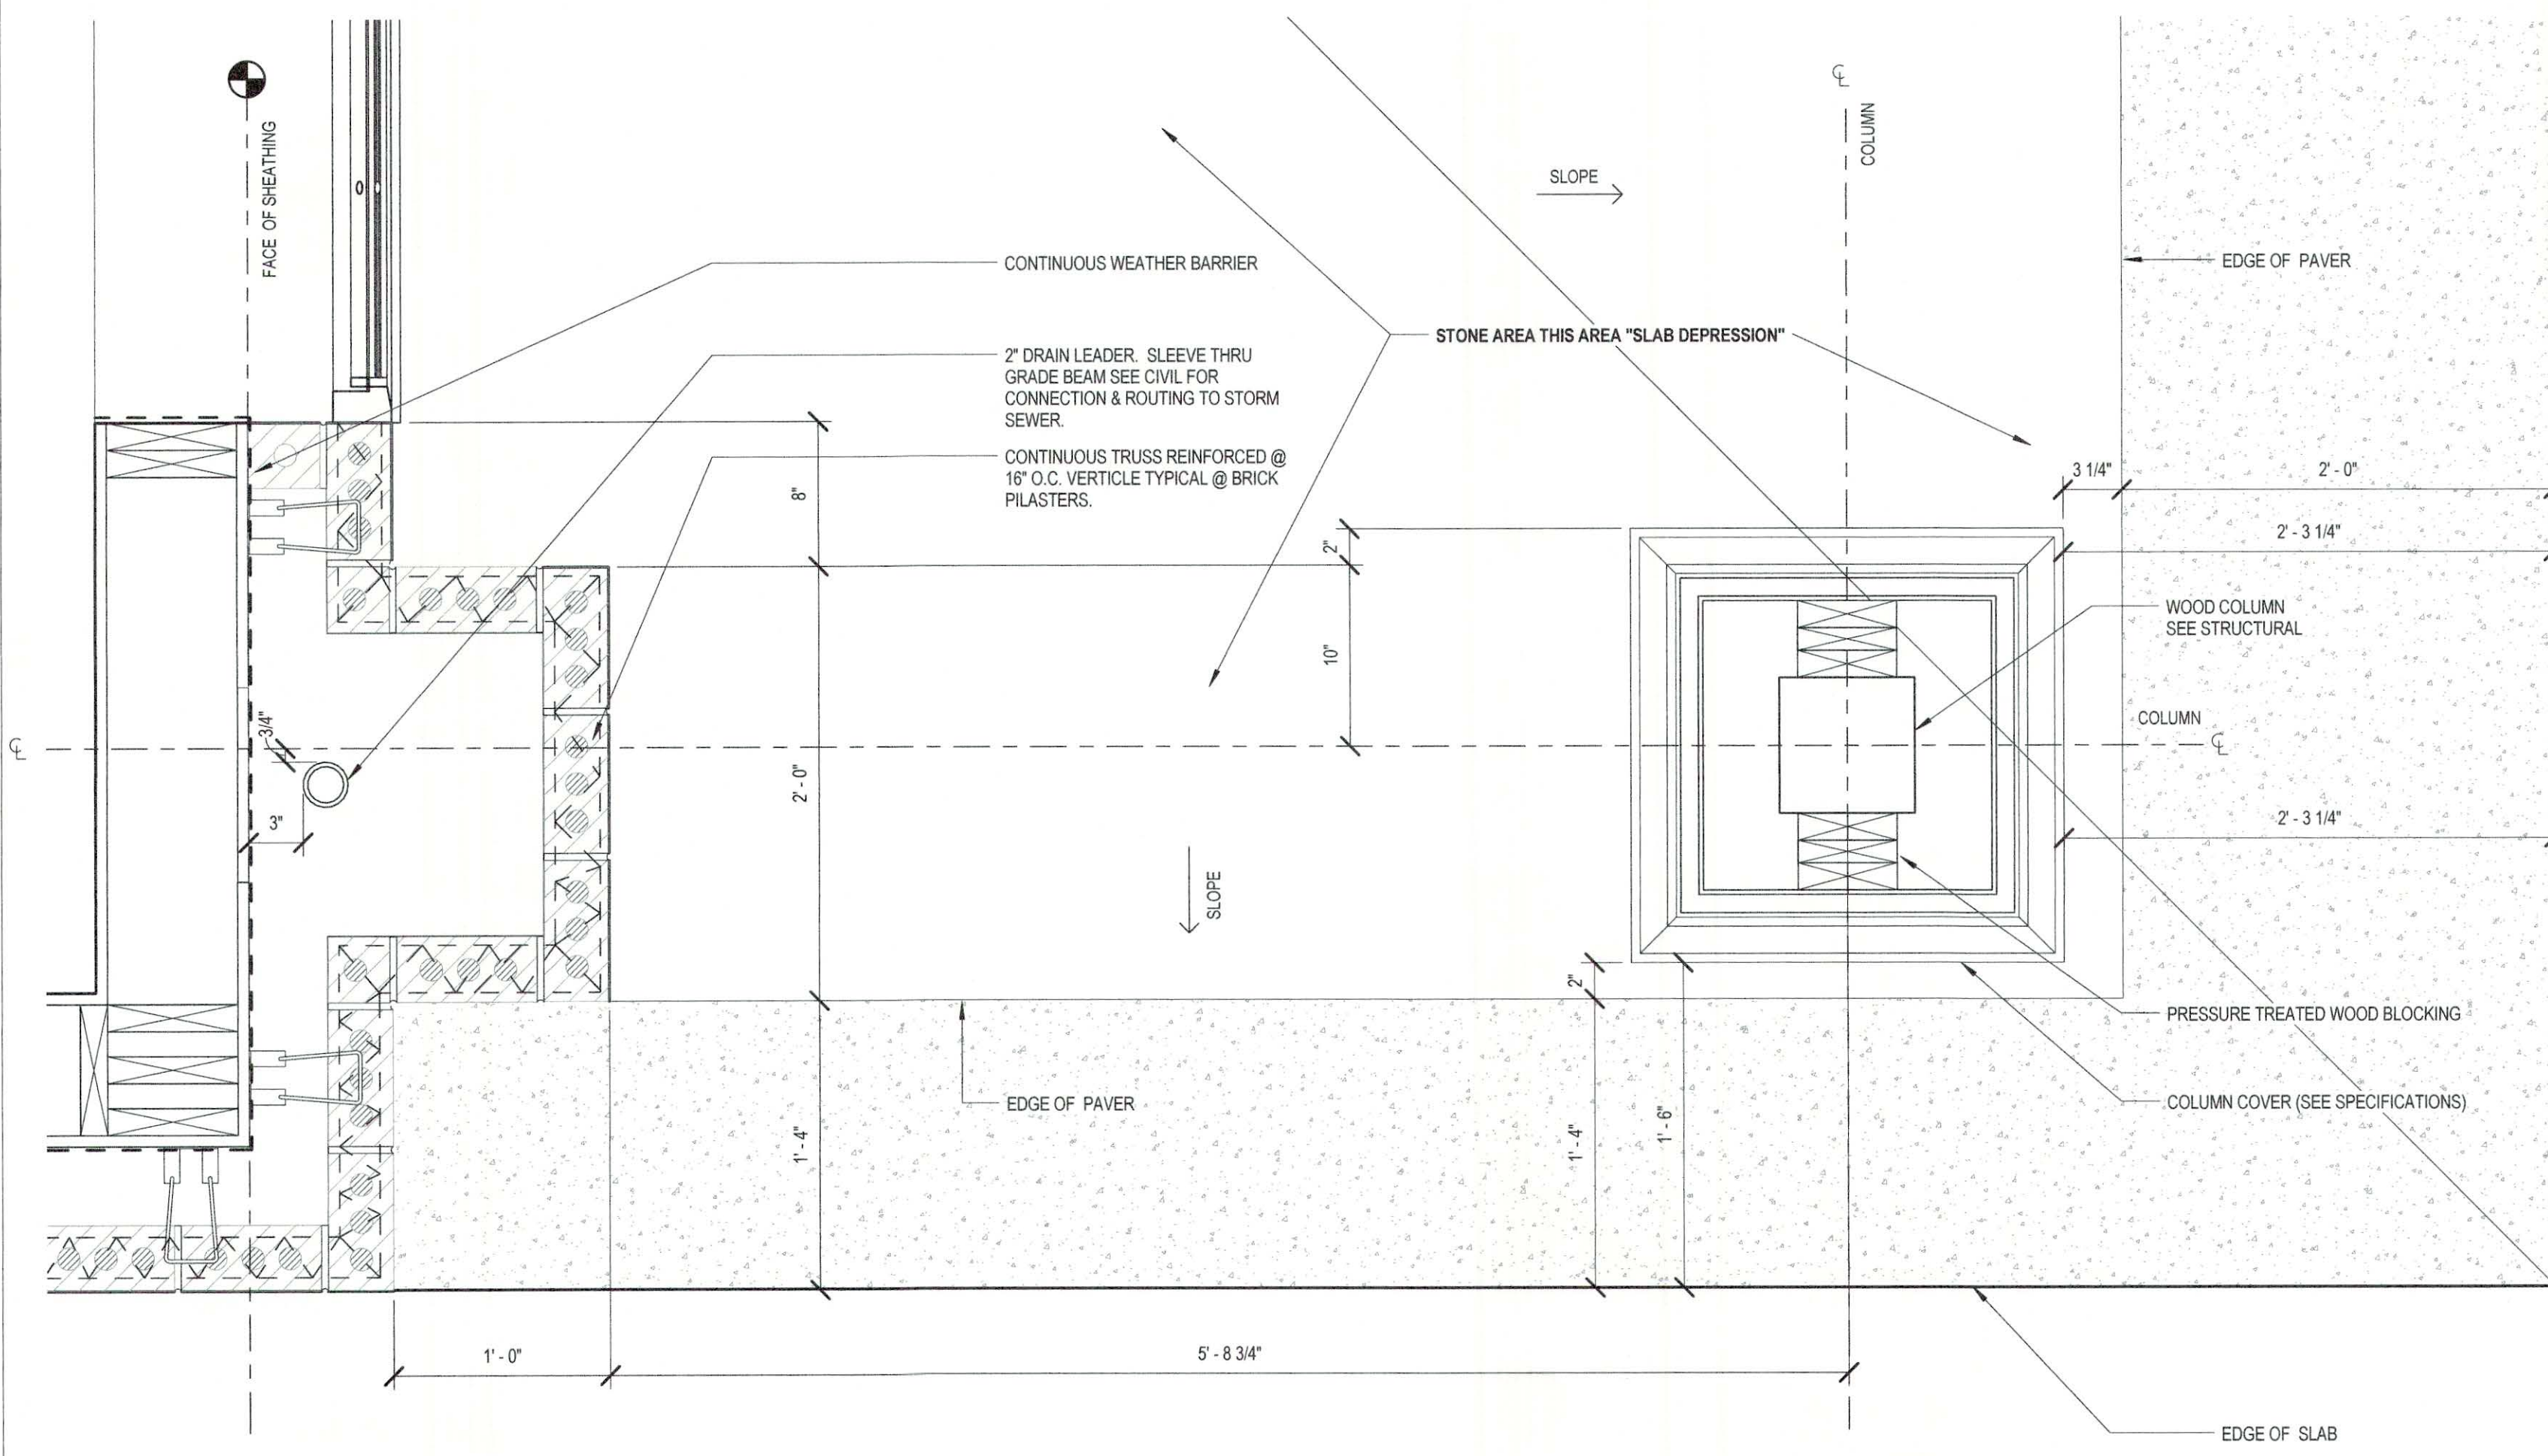 FACE OF SHEATHING
℄
COLUMN
SLOPE
CONTINUOUS WEATHER BARRIER
EDGE OF PAVER
2" DRAIN LEADER. SLEEVE THRU
GRADE BEAM SEE CIVIL FOR
CONNECTION & ROUTING TO STORM
SEWER.
STONE AREA THIS AREA "SLAB DEPRESSION"
CONTINUOUS TRUSS REINFORCED @
16" O.C. VERTICLE TYPICAL @ BRICK
PILASTERS.
8"
3 1/4"
2' - 0"
2"
2' - 3 1/4"
WOOD COLUMN
SEE STRUCTURAL
10"
3/4"
℄
COLUMN
℄
2' - 0"
3"
2' - 3 1/4"
SLOPE
2"
PRESSURE TREATED WOOD BLOCKING
EDGE OF PAVER
COLUMN COVER (SEE SPECIFICATIONS)
1' - 4"
1' - 4"
1' - 6"
1' - 0"
5' - 8 3/4"
EDGE OF SLAB